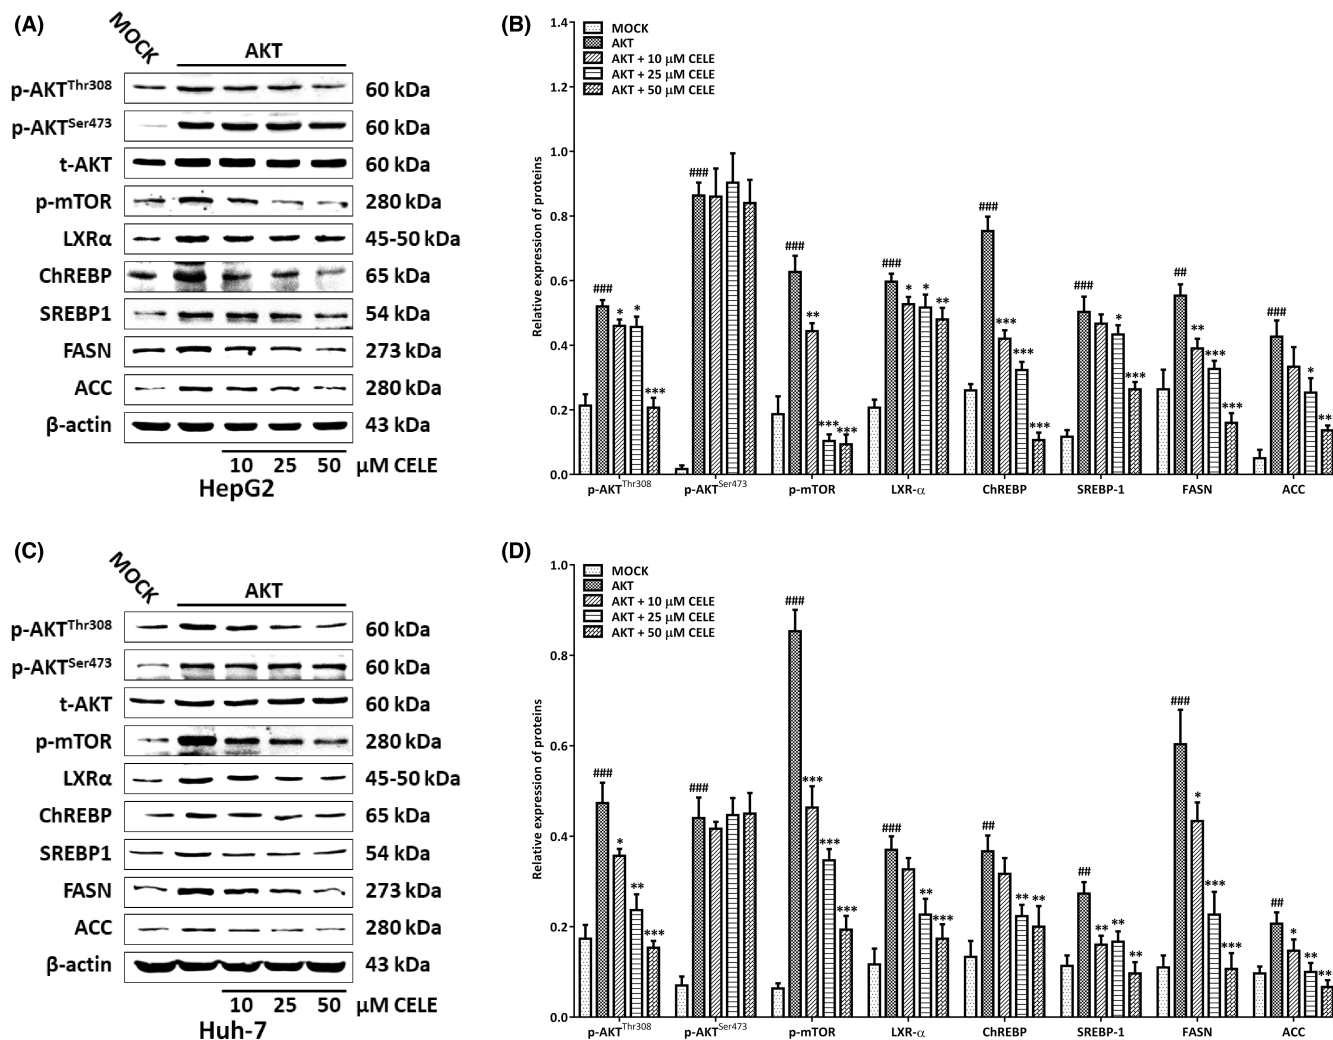 (A)
MOCK
AKT
p-AKTThr308 60 kDa
p-AKTSer473 60 kDa
t-AKT 60 kDa
p-mTOR 280 kDa
LXRα 45-50 kDa
ChREBP 65 kDa
SREBP1 54 kDa
FASN 273 kDa
ACC 280 kDa
β-actin 43 kDa
10 25 50 μM CELE
HepG2
(B)
MOCK
AKT
AKT + 10 μM CELE
AKT + 25 μM CELE
AKT + 50 μM CELE
Relative expression of proteins
1.4
1.2
1.0
0.8
0.6
0.4
0.2
0.0
### * * ***
###
### ** *** ***
### * * **
### *** *** ***
### * ***
## ** *** ***
### * **
p-AKTThr308 p-AKTSer473 p-mTOR LXR-α ChREBP SREBP-1 FASN ACC
(C)
MOCK
AKT
p-AKTThr308 60 kDa
p-AKTSer473 60 kDa
t-AKT 60 kDa
p-mTOR 280 kDa
LXRα 45-50 kDa
ChREBP 65 kDa
SREBP1 54 kDa
FASN 273 kDa
ACC 280 kDa
β-actin 43 kDa
10 25 50 μM CELE
Huh-7
(D)
MOCK
AKT
AKT + 10 μM CELE
AKT + 25 μM CELE
AKT + 50 μM CELE
Relative expression of proteins
1.0
0.8
0.6
0.4
0.2
0.0
### * ** ***
###
### *** *** ***
### ** ***
## ** **
## ** ** **
### * *** ***
## * ** **
p-AKTThr308 p-AKTSer473 p-mTOR LXR-α ChREBP SREBP-1 FASN ACC